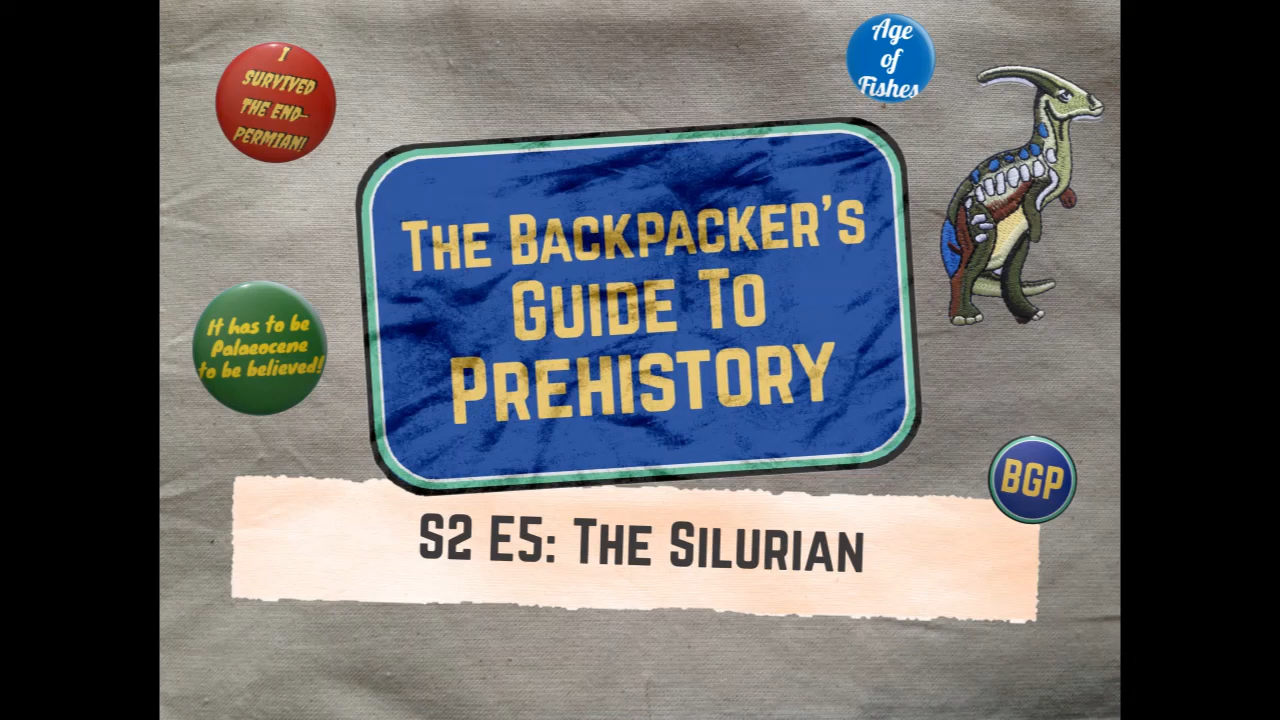 I
SURVIVED
THE END-
PERMIAN!
Age
of
Fishes
THE BACKPACKER'S
GUIDE TO
PREHISTORY
It has to be
Palaeocene
to be believed!
BGP
S2 E5: THE SILURIAN